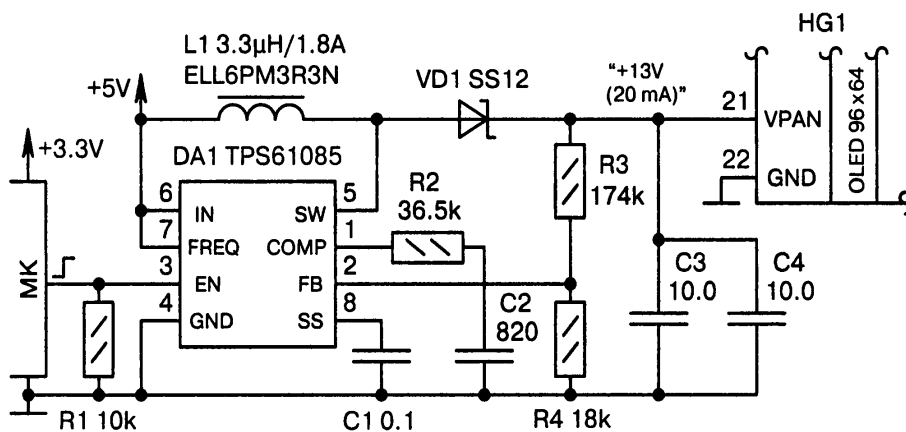 HG1
L1 3.3µH/1.8A
ELL6PM3R3N
+5V
VD1 SS12
“+13V
(20 mA)”
21
VPAN
22
GND
OLED 96x64
+3.3V
DA1 TPS61085
R2
36.5k
R3
174k
6
IN
SW
5
7
FREQ
COMP
1
3
EN
FB
2
4
GND
SS
8
MK
C2
820
C3
10.0
C4
10.0
R1 10k
C1 0.1
R4 18k